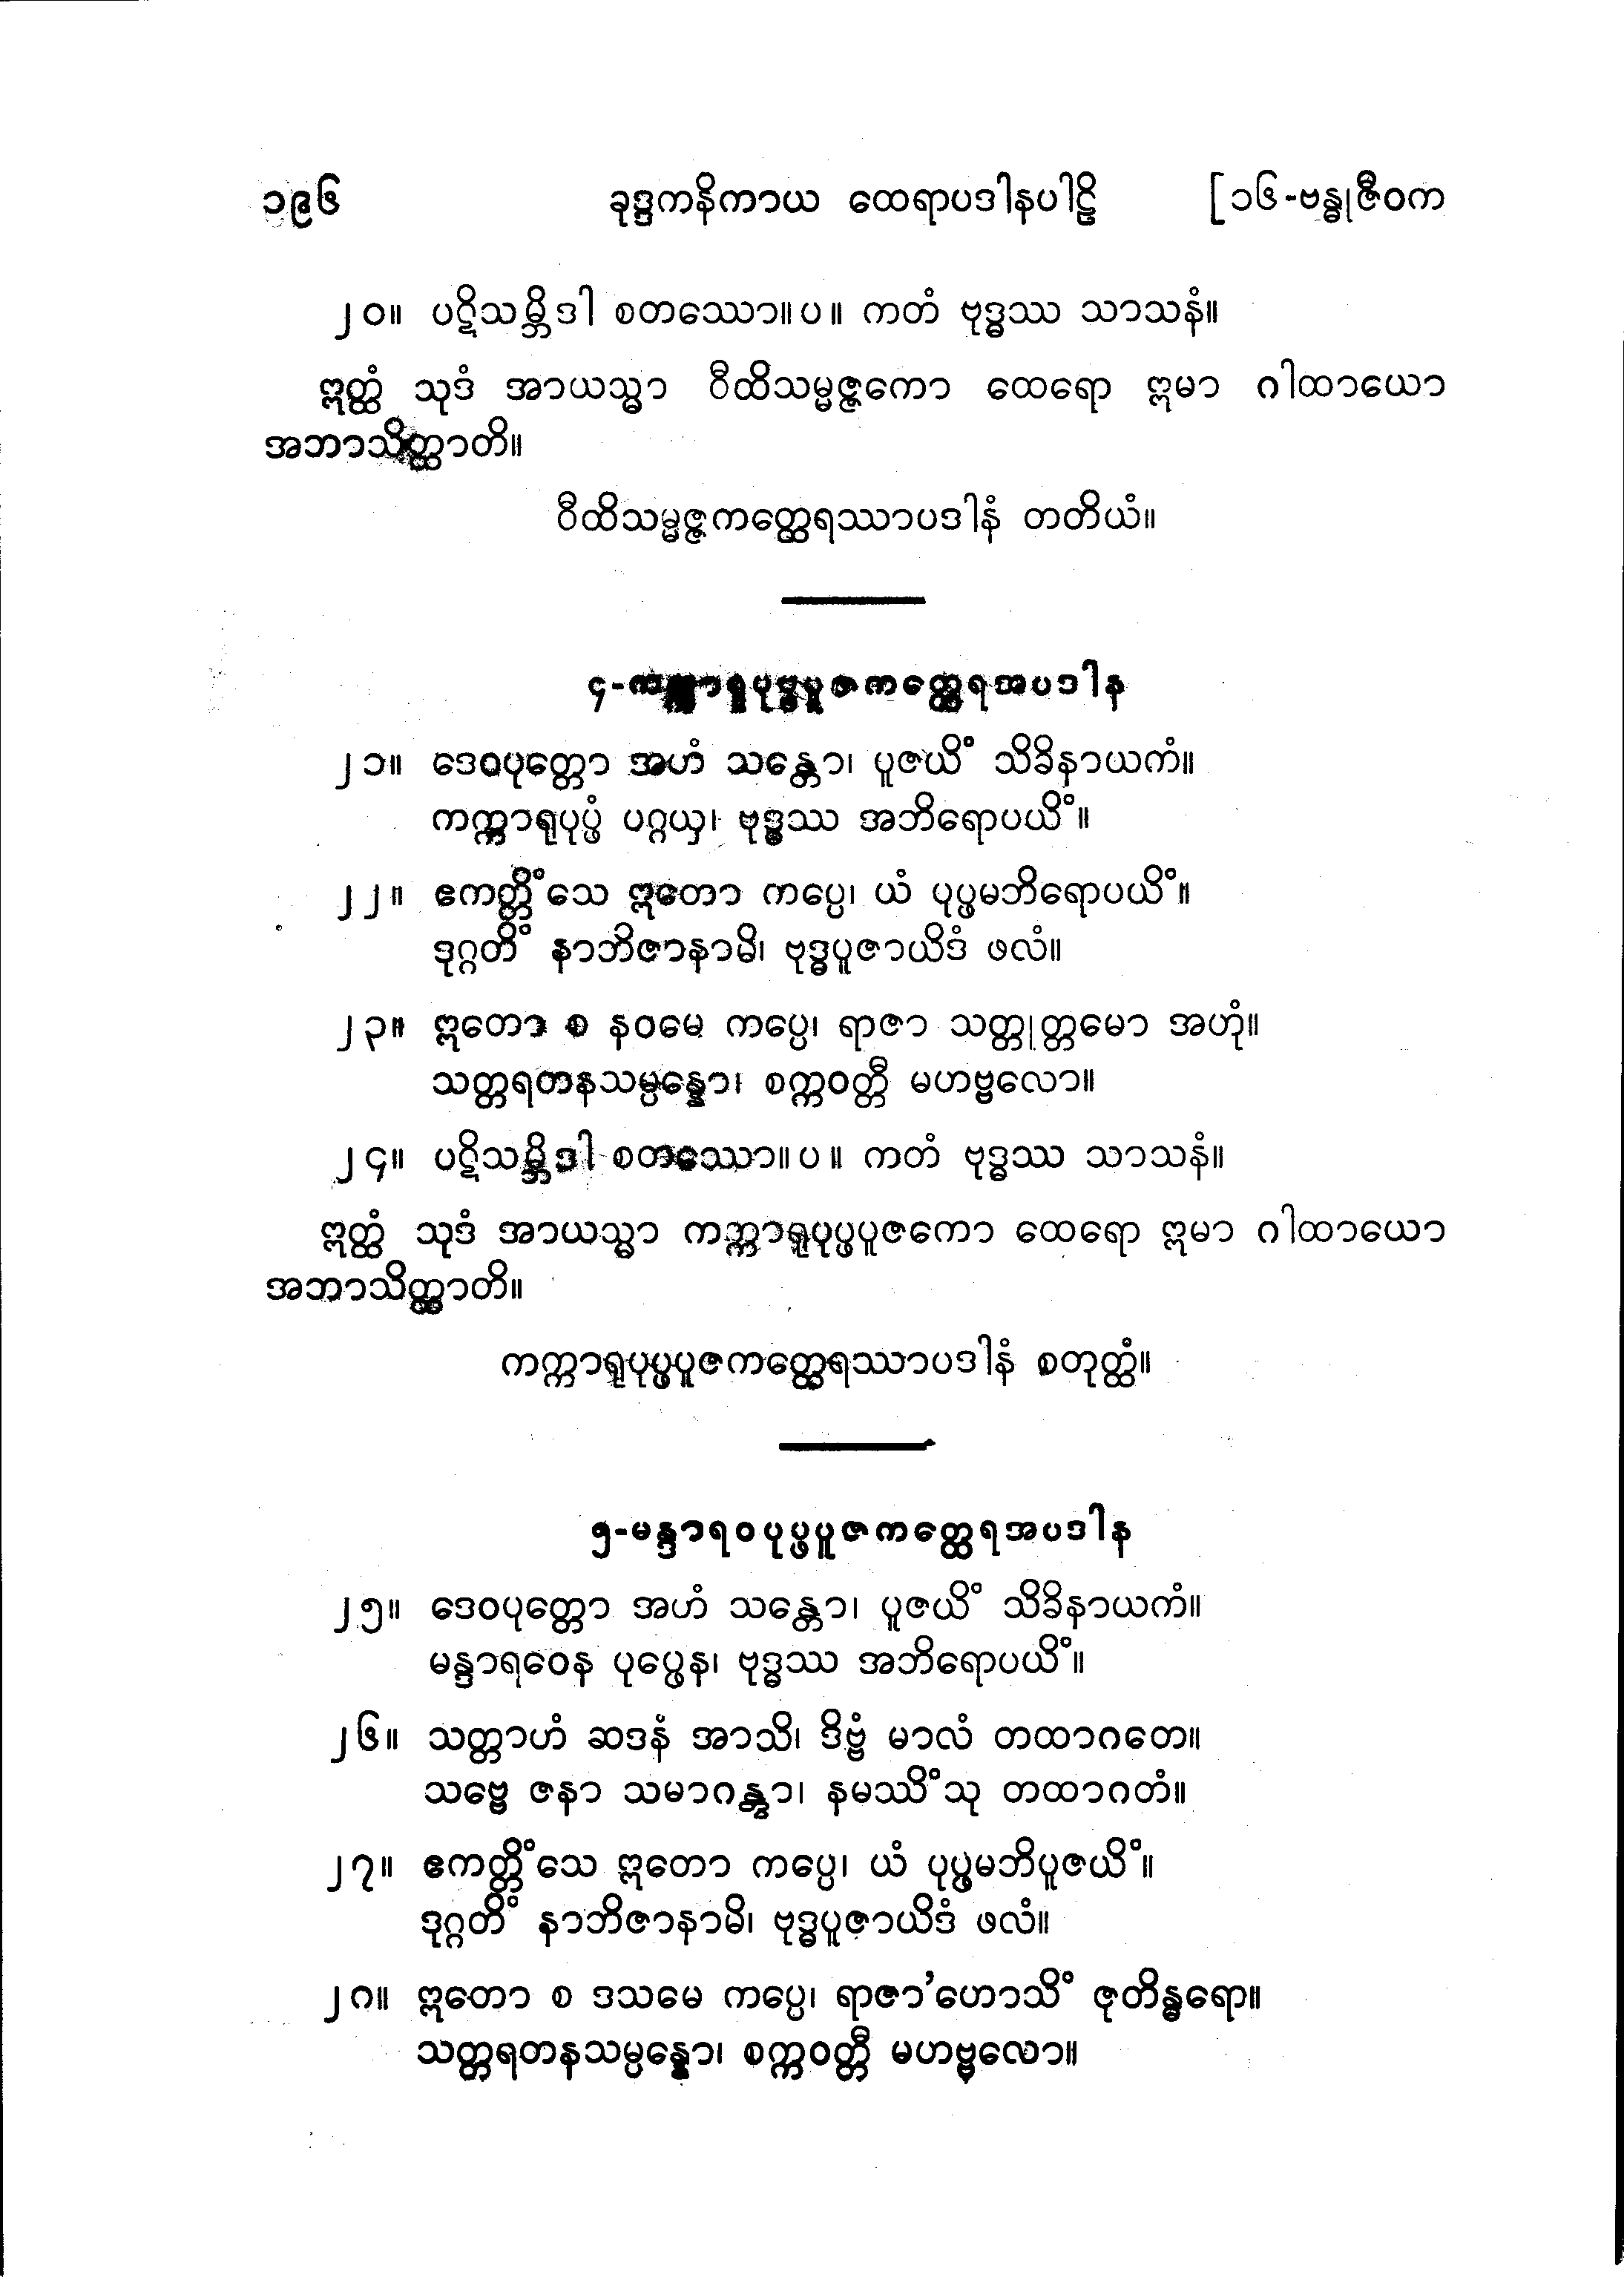 ၁၉၆ ခုဒ္ဒကနိကာယ ထေရာပဒါနပါဠိ [၁၆-ဗန္ဓုဇီဝက
၂၀။ ပဋိသမ္ဘိဒါ စတဿော။ပ။ ကတံ ဗုဒ္ဓဿ သာသနံ။
ဣတ္ထံ သုဒံ အာယသ္မာ ဝီထိသမ္မဇ္ဇကော ထေရော ဣမာ ဂါထာယော
အဘာသိတ္ထာတိ။
ဝီထိသမ္မဇ္ဇကတ္ထေရဿာပဒါနံ တတိယံ။
၄-ကက္ကာရုပုပ္ဖပူဇကတ္ထေရအပဒါန
၂၁။ ဒေဝပုတ္တော အဟံ သန္တော၊ ပူဇယိံ သိခိနာယကံ။
ကက္ကာရုပုပ္ဖံ ပဂ္ဂယှ၊ ဗုဒ္ဓဿ အဘိရောပယိံ။
၂၂။ ဧကတ္တိံသေ ဣတော ကပ္ပေ၊ ယံ ပုပ္ဖမဘိရောပယိံ။
ဒုဂ္ဂတိံ နာဘိဇာနာမိ၊ ဗုဒ္ဓပူဇာယိဒံ ဖလံ။
၂၃။ ဣတော စ နဝမေ ကပ္ပေ၊ ရာဇာ သတ္တုတ္တမော အဟုံ။
သတ္တရတနသမ္ပန္နော၊ စက္ကဝတ္တီ မဟဗ္ဗလော။
၂၄။ ပဋိသမ္ဘိဒါ စတဿော။ပ။ ကတံ ဗုဒ္ဓဿ သာသနံ။
ဣတ္ထံ သုဒံ အာယသ္မာ ကက္ကာရုပုပ္ဖပူဇကော ထေရော ဣမာ ဂါထာယော
အဘာသိတ္ထာတိ။
ကက္ကာရုပုပ္ဖပူဇကတ္ထေရဿာပဒါနံ စတုတ္ထံ။
၅-မန္ဒာရဝပုပ္ဖပူဇကတ္ထေရအပဒါန
၂၅။ ဒေဝပုတ္တော အဟံ သန္တော၊ ပူဇယိံ သိခိနာယကံ။
မန္ဒာရဝေန ပုပ္ဖေန၊ ဗုဒ္ဓဿ အဘိရောပယိံ။
၂၆။ သတ္တာဟံ ဆဒနံ အာသိ၊ ဒိဗ္ဗံ မာလံ တထာဂတေ။
သဗ္ဗေ ဇနာ သမာဂန္တွာ၊ နမဿိံသု တထာဂတံ။
၂၇။ ဧကတ္တိံသေ ဣတော ကပ္ပေ၊ ယံ ပုပ္ဖမဘိပူဇယိံ။
ဒုဂ္ဂတိံ နာဘိဇာနာမိ၊ ဗုဒ္ဓပူဇာယိဒံ ဖလံ။
၂၈။ ဣတော စ ဒသမေ ကပ္ပေ၊ ရာဇာ’ဟောသိံ ဇုတိန္ဓရော။
သတ္တရတနသမ္ပန္နော၊ စက္ကဝတ္တီ မဟဗ္ဗလော။